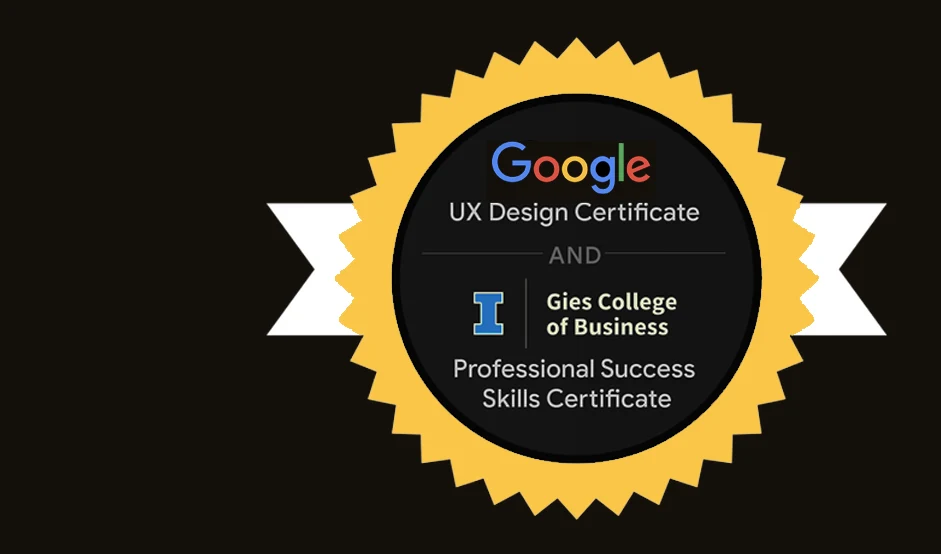 Google
UX Design Certificate
AND
I
Gies College
of Business
Professional Success
Skills Certificate